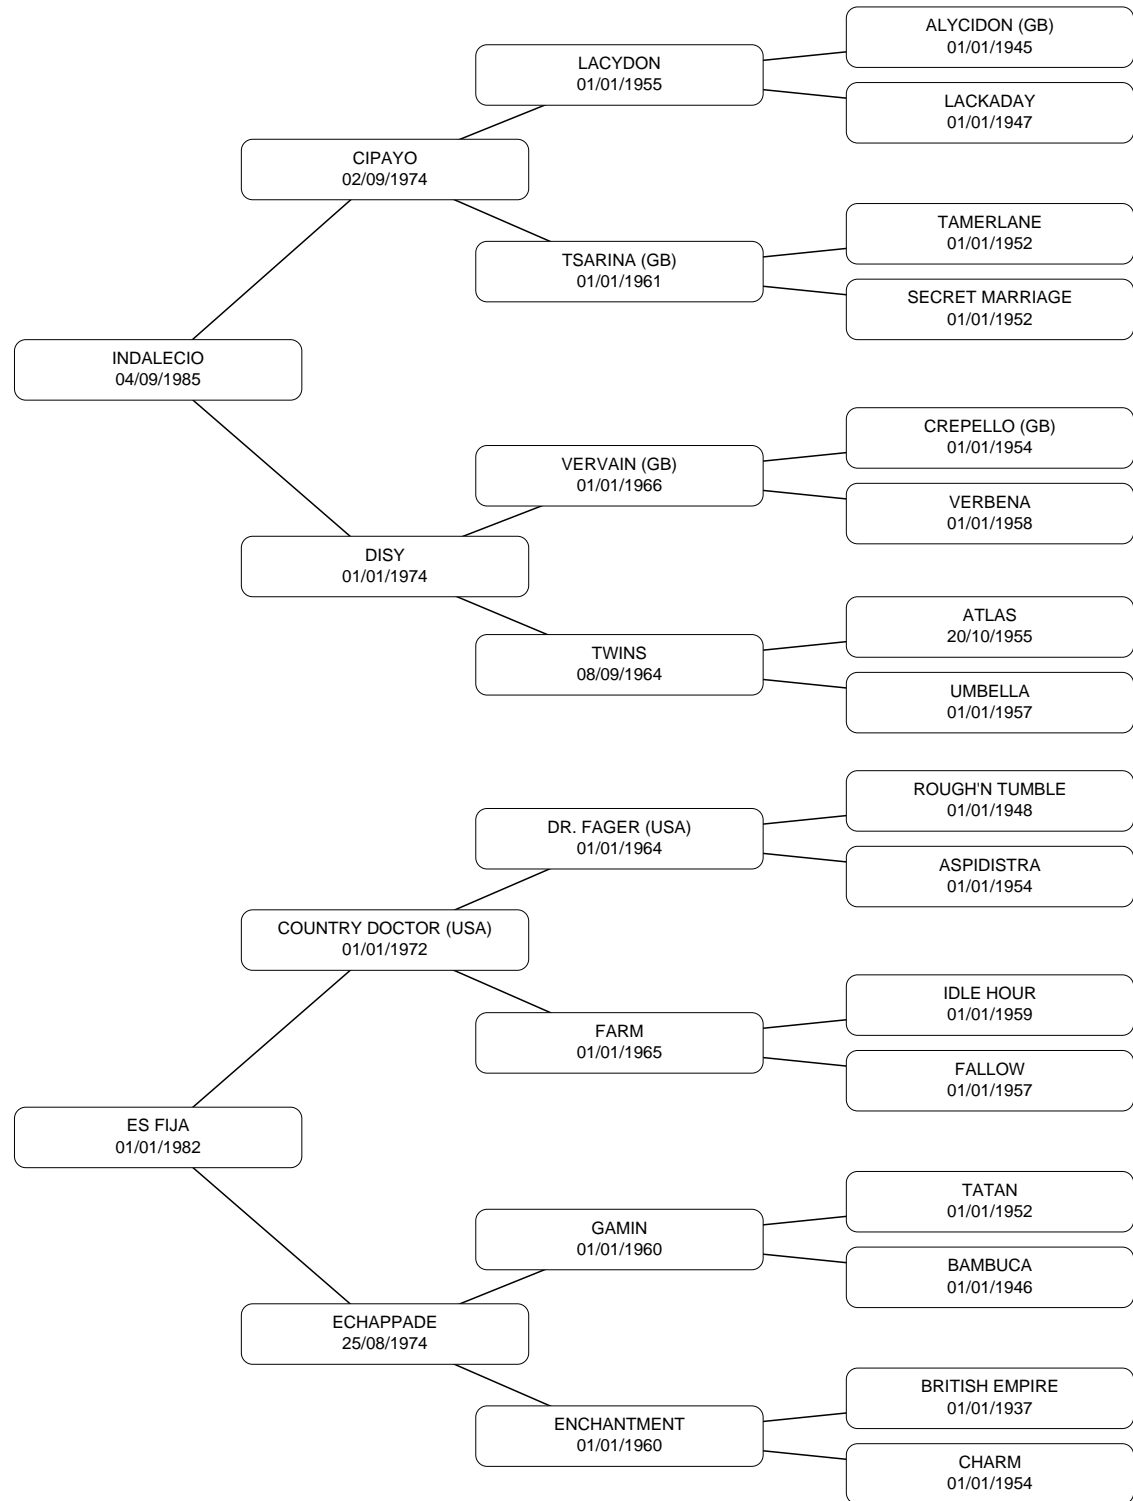 ALYCIDON (GB)
01/01/1945
LACYDON
01/01/1955
LACKADAY
01/01/1947
CIPAYO
02/09/1974
TAMERLANE
01/01/1952
TSARINA (GB)
01/01/1961
SECRET MARRIAGE
01/01/1952
INDALECIO
04/09/1985
CREPELLO (GB)
01/01/1954
VERVAIN (GB)
01/01/1966
VERBENA
01/01/1958
DISY
01/01/1974
ATLAS
20/10/1955
TWINS
08/09/1964
UMBELLA
01/01/1957
ROUGH'N TUMBLE
01/01/1948
DR. FAGER (USA)
01/01/1964
ASPIDISTRA
01/01/1954
COUNTRY DOCTOR (USA)
01/01/1972
IDLE HOUR
01/01/1959
FARM
01/01/1965
FALLOW
01/01/1957
ES FIJA
01/01/1982
TATAN
01/01/1952
GAMIN
01/01/1960
BAMBUCA
01/01/1946
ECHAPPADE
25/08/1974
BRITISH EMPIRE
01/01/1937
ENCHANTMENT
01/01/1960
CHARM
01/01/1954